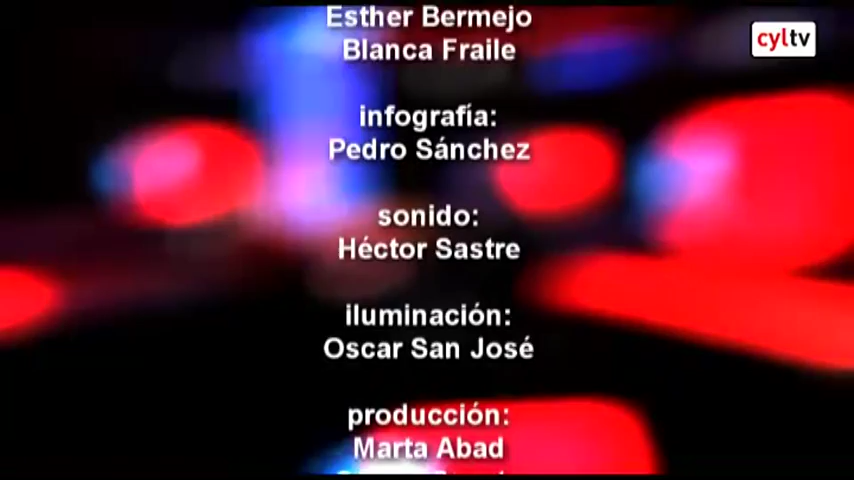 Esther Bermejo
Blanca Fraile
cyltv
infografía:
Pedro Sánchez
sonido:
Héctor Sastre
iluminación:
Oscar San José
producción:
Marta Abad